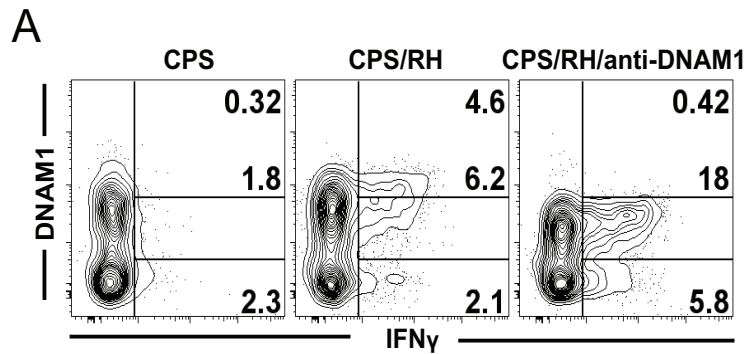 A
CPS CPS/RH CPS/RH/anti-DNAM1
0.32 4.6 0.42
1.8 6.2 18
DNAM1
2.3 2.1 5.8
IFNγ